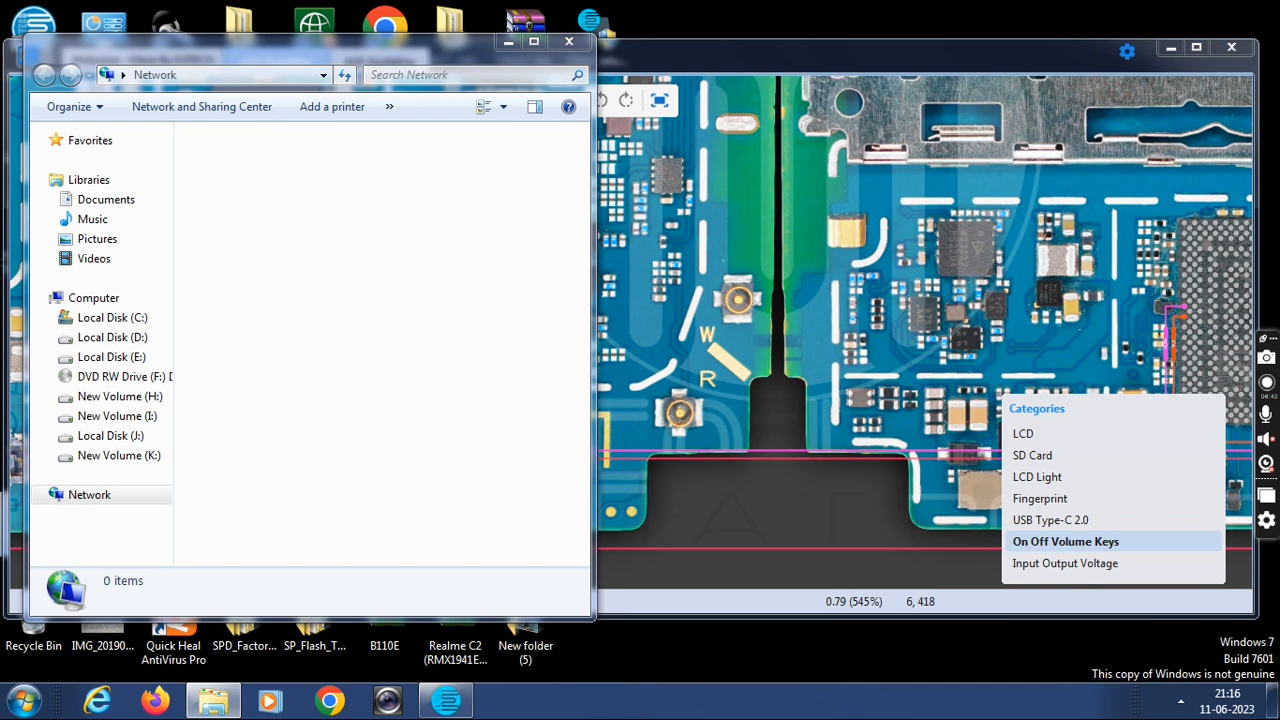 Network
Search Network
Organize
Network and Sharing Center
Add a printer
»
Favorites
Libraries
Documents
Music
Pictures
Videos
Computer
Local Disk (C:)
Local Disk (D:)
Local Disk (E:)
DVD RW Drive (F:) D
New Volume (H:)
New Volume (I:)
Local Disk (J:)
New Volume (K:)
Network
0 items
W
R
Categories
LCD
SD Card
LCD Light
Fingerprint
USB Type-C 2.0
On Off Volume Keys
Input Output Voltage
0.79 (545%)
6, 418
06:42
Recycle Bin
IMG_20190...
Quick Heal
AntiVirus Pro
SPD_Factor...
SP_Flash_T...
B110E
Realme C2
(RMX1941E...
New folder
(5)
Windows 7
Build 7601
This copy of Windows is not genuine
21:16
11-06-2023